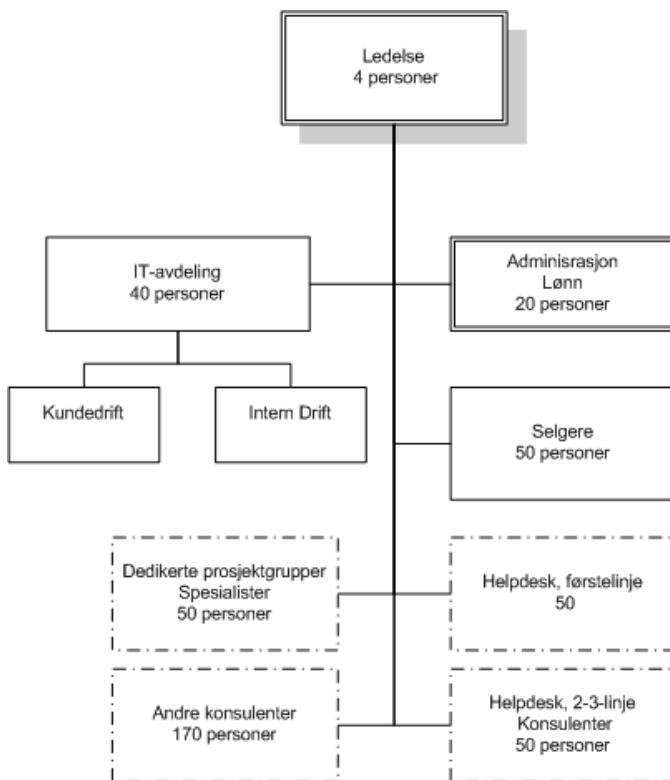 Ledelse
4 personer
IT-avdeling
40 personer
Adminisrasjon
Lønn
20 personer
Kundedrift
Intern Drift
Selgere
50 personer
Dedikerte prosjektgrupper
Spesialister
50 personer
Helpdesk, førstelinje
50
Andre konsulenter
170 personer
Helpdesk, 2-3-linje
Konsulenter
50 personer